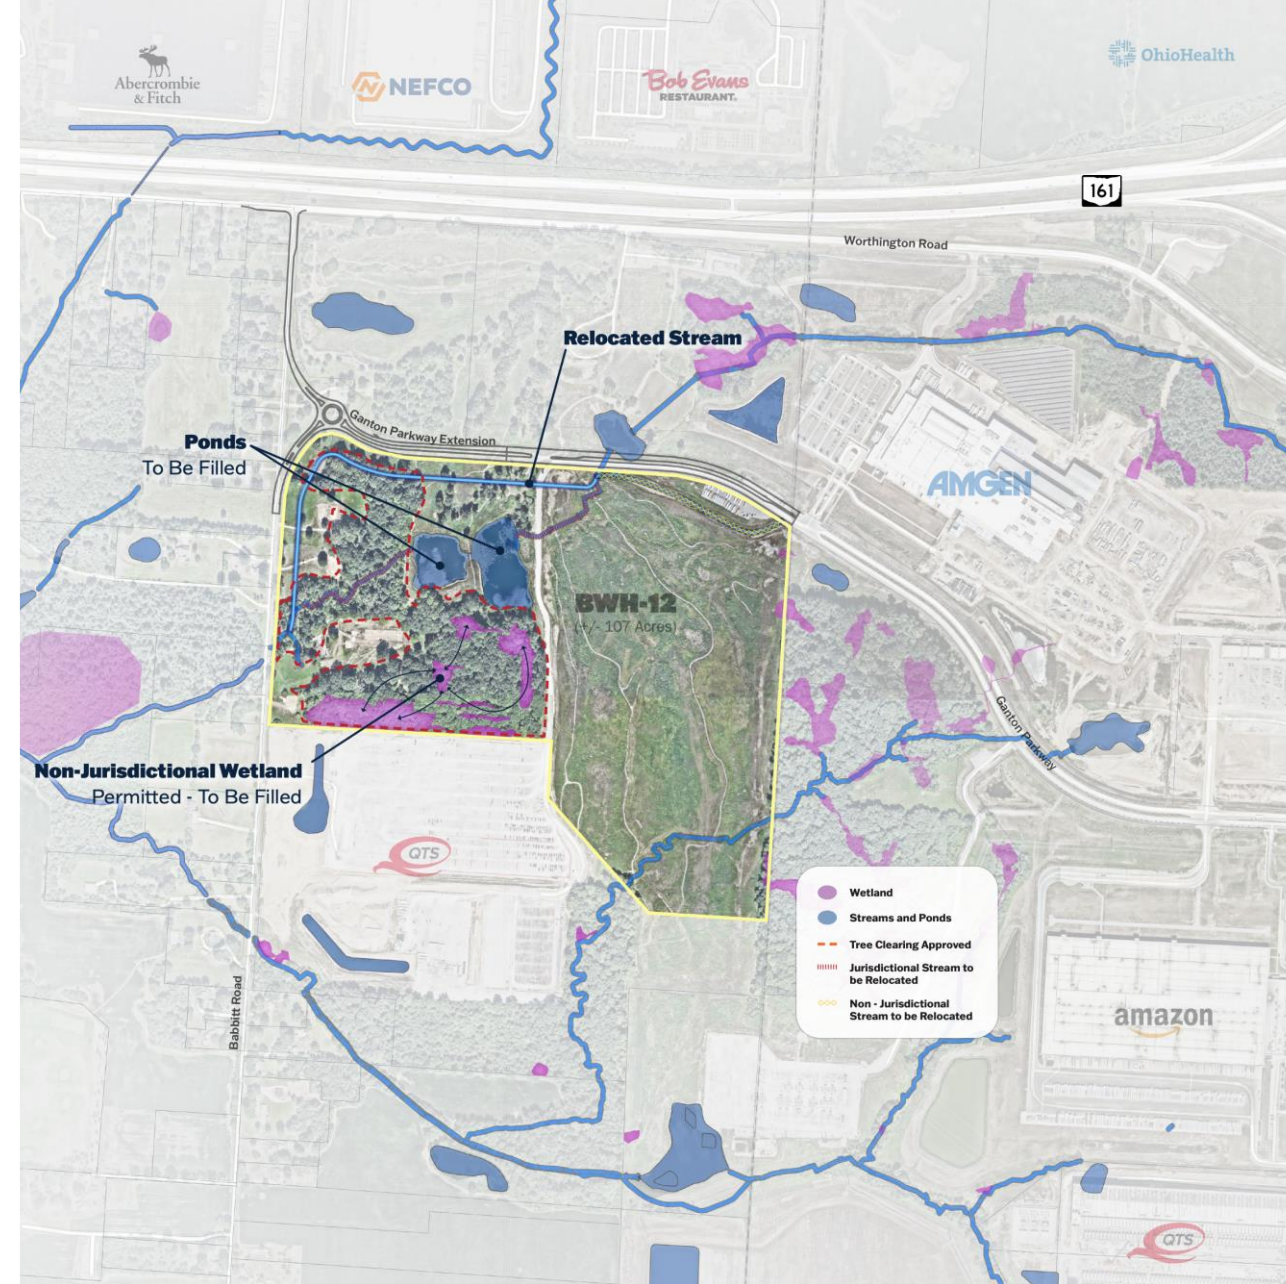 Abercrombie
& Fitch
NEFCO
Bob Evans
RESTAURANT.
OhioHealth
161
Worthington Road
Relocated Stream
Ganton Parkway Extension
Ponds
To Be Filled
AMGEN
BWH-12
(+/- 107 Acres)
Ganton Parkway
Non-Jurisdictional Wetland
Permitted - To Be Filled
QTS
Wetland
Streams and Ponds
Tree Clearing Approved
Jurisdictional Stream to
be Relocated
Non - Jurisdictional
Stream to be Relocated
Babbitt Road
amazon
QTS